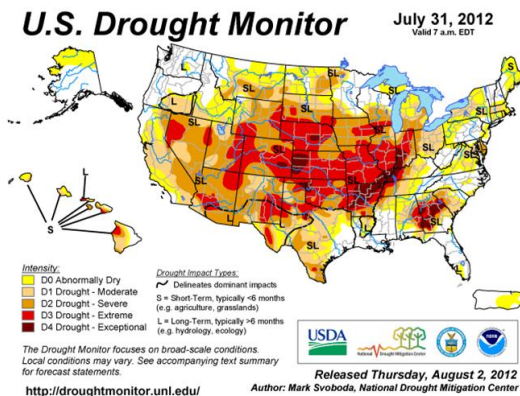 U.S. Drought Monitor
July 31, 2012
Valid 7 a.m. EDT
S
L
S
SL
SL
S
SL
L
SL
SL
SL
SL
SL
SL
SL
SL
SL
L
SL
L
L
S
Intensity:
D0 Abnormally Dry
D1 Drought - Moderate
D2 Drought - Severe
D3 Drought - Extreme
D4 Drought - Exceptional
Drought Impact Types:
Delineates dominant impacts
S = Short-Term, typically <6 months
(e.g. agriculture, grasslands)
L = Long-Term, typically >6 months
(e.g. hydrology, ecology)
The Drought Monitor focuses on broad-scale conditions.
Local conditions may vary. See accompanying text summary
for forecast statements.
http://droughtmonitor.unl.edu/
USDA
National Drought Mitigation Center
Released Thursday, August 2, 2012
Author: Mark Svoboda, National Drought Mitigation Center